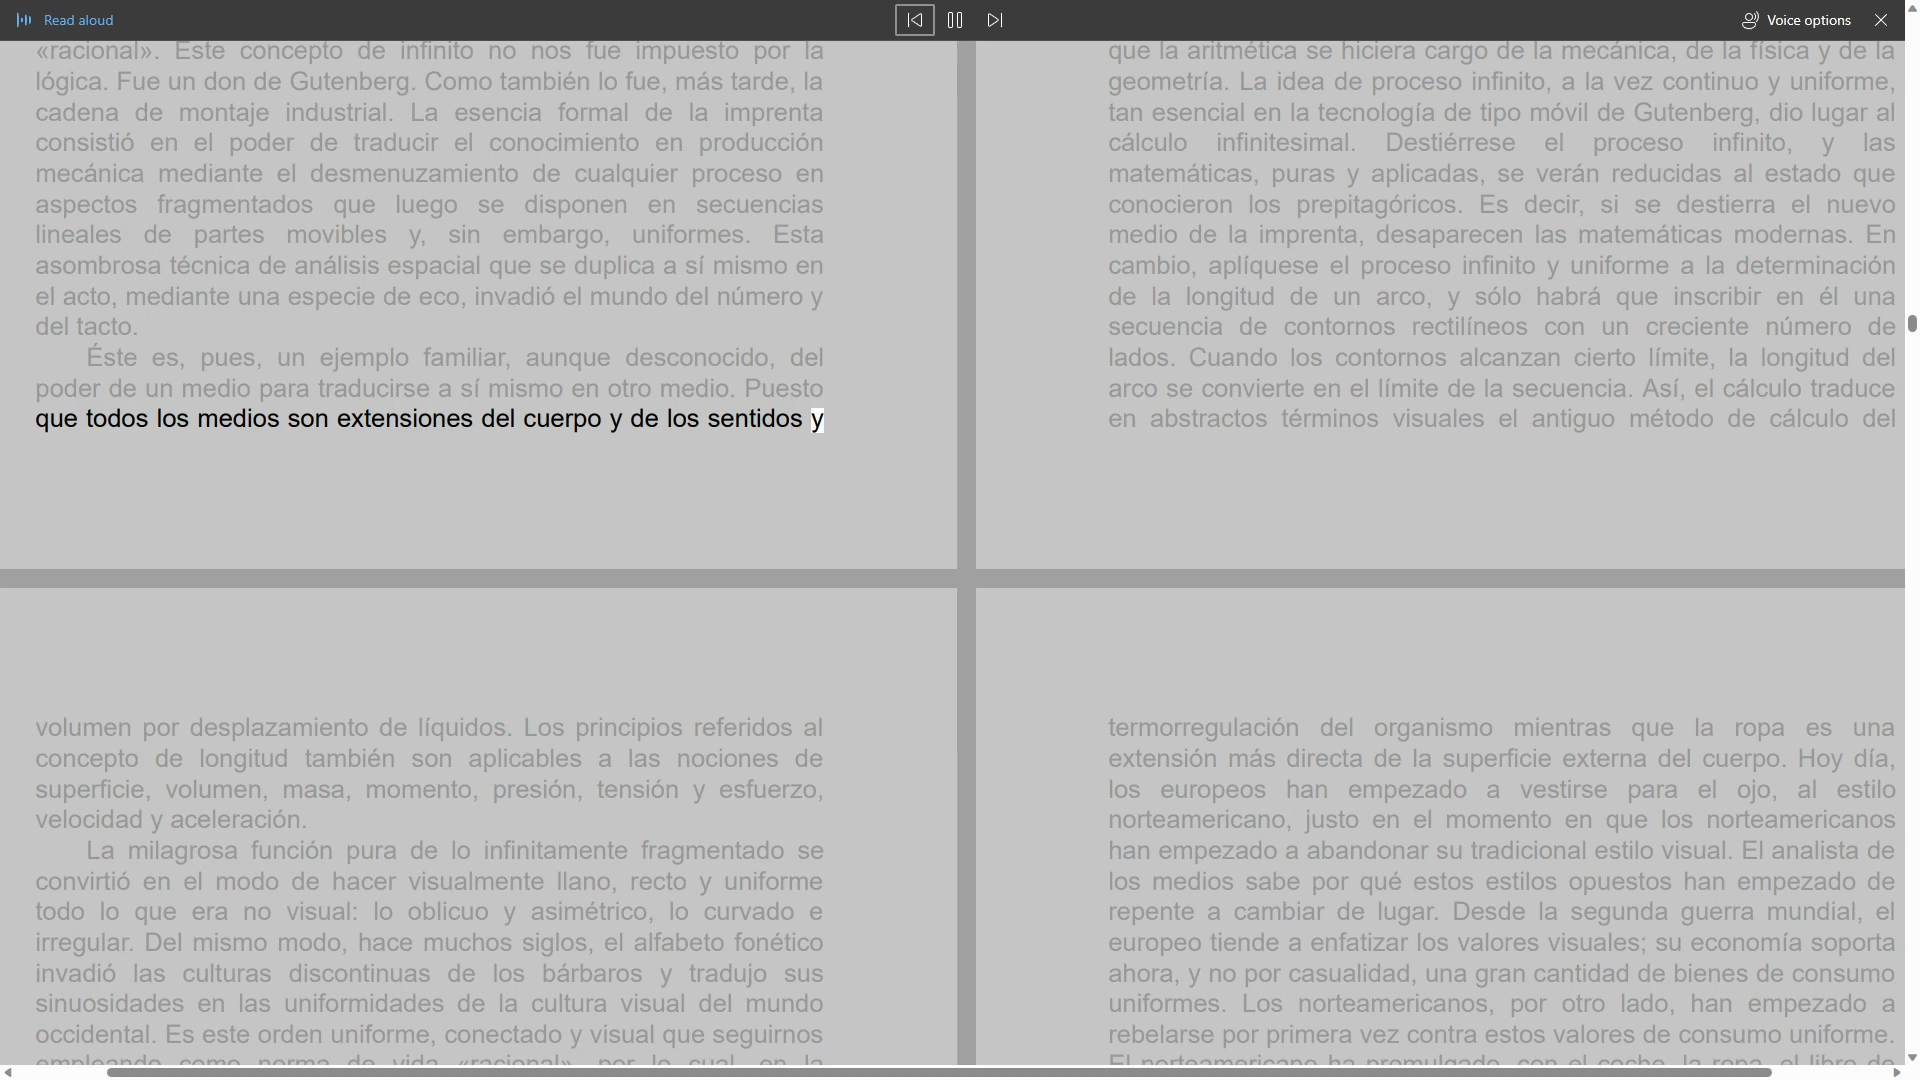 Read aloud
Voice options
«racional». Este concepto de infinito no nos fue impuesto por la
lógica. Fue un don de Gutenberg. Como también lo fue, más tarde, la
cadena de montaje industrial. La esencia formal de la imprenta
consistió en el poder de traducir el conocimiento en producción
mecánica mediante el desmenuzamiento de cualquier proceso en
aspectos fragmentados que luego se disponen en secuencias
lineales de partes movibles y, sin embargo, uniformes. Esta
asombrosa técnica de análisis espacial que se duplica a sí mismo en
el acto, mediante una especie de eco, invadió el mundo del número y
del tacto.
Éste es, pues, un ejemplo familiar, aunque desconocido, del
poder de un medio para traducirse a sí mismo en otro medio. Puesto
que todos los medios son extensiones del cuerpo y de los sentidos y
que la aritmética se hiciera cargo de la mecánica, de la física y de la
geometría. La idea de proceso infinito, a la vez continuo y uniforme,
tan esencial en la tecnología de tipo móvil de Gutenberg, dio lugar al
cálculo infinitesimal. Destiérrese el proceso infinito, y las
matemáticas, puras y aplicadas, se verán reducidas al estado que
conocieron los prepitagóricos. Es decir, si se destierra el nuevo
medio de la imprenta, desaparecen las matemáticas modernas. En
cambio, aplíquese el proceso infinito y uniforme a la determinación
de la longitud de un arco, y sólo habrá que inscribir en él una
secuencia de contornos rectilíneos con un creciente número de
lados. Cuando los contornos alcanzan cierto límite, la longitud del
arco se convierte en el límite de la secuencia. Así, el cálculo traduce
en abstractos términos visuales el antiguo método de cálculo del
volumen por desplazamiento de líquidos. Los principios referidos al
concepto de longitud también son aplicables a las nociones de
superficie, volumen, masa, momento, presión, tensión y esfuerzo,
velocidad y aceleración.
La milagrosa función pura de lo infinitamente fragmentado se
convirtió en el modo de hacer visualmente llano, recto y uniforme
todo lo que era no visual: lo oblicuo y asimétrico, lo curvado e
irregular. Del mismo modo, hace muchos siglos, el alfabeto fonético
invadió las culturas discontinuas de los bárbaros y tradujo sus
sinuosidades en las uniformidades de la cultura visual del mundo
occidental. Es este orden uniforme, conectado y visual que seguirnos
empleando como norma de vida «racional», por lo cual, en la
termorregulación del organismo mientras que la ropa es una
extensión más directa de la superficie externa del cuerpo. Hoy día,
los europeos han empezado a vestirse para el ojo, al estilo
norteamericano, justo en el momento en que los norteamericanos
han empezado a abandonar su tradicional estilo visual. El analista de
los medios sabe por qué estos estilos opuestos han empezado de
repente a cambiar de lugar. Desde la segunda guerra mundial, el
europeo tiende a enfatizar los valores visuales; su economía soporta
ahora, y no por casualidad, una gran cantidad de bienes de consumo
uniformes. Los norteamericanos, por otro lado, han empezado a
rebelarse por primera vez contra estos valores de consumo uniforme.
El norteamericano ha promulgado, con el coche, la ropa, el libro de